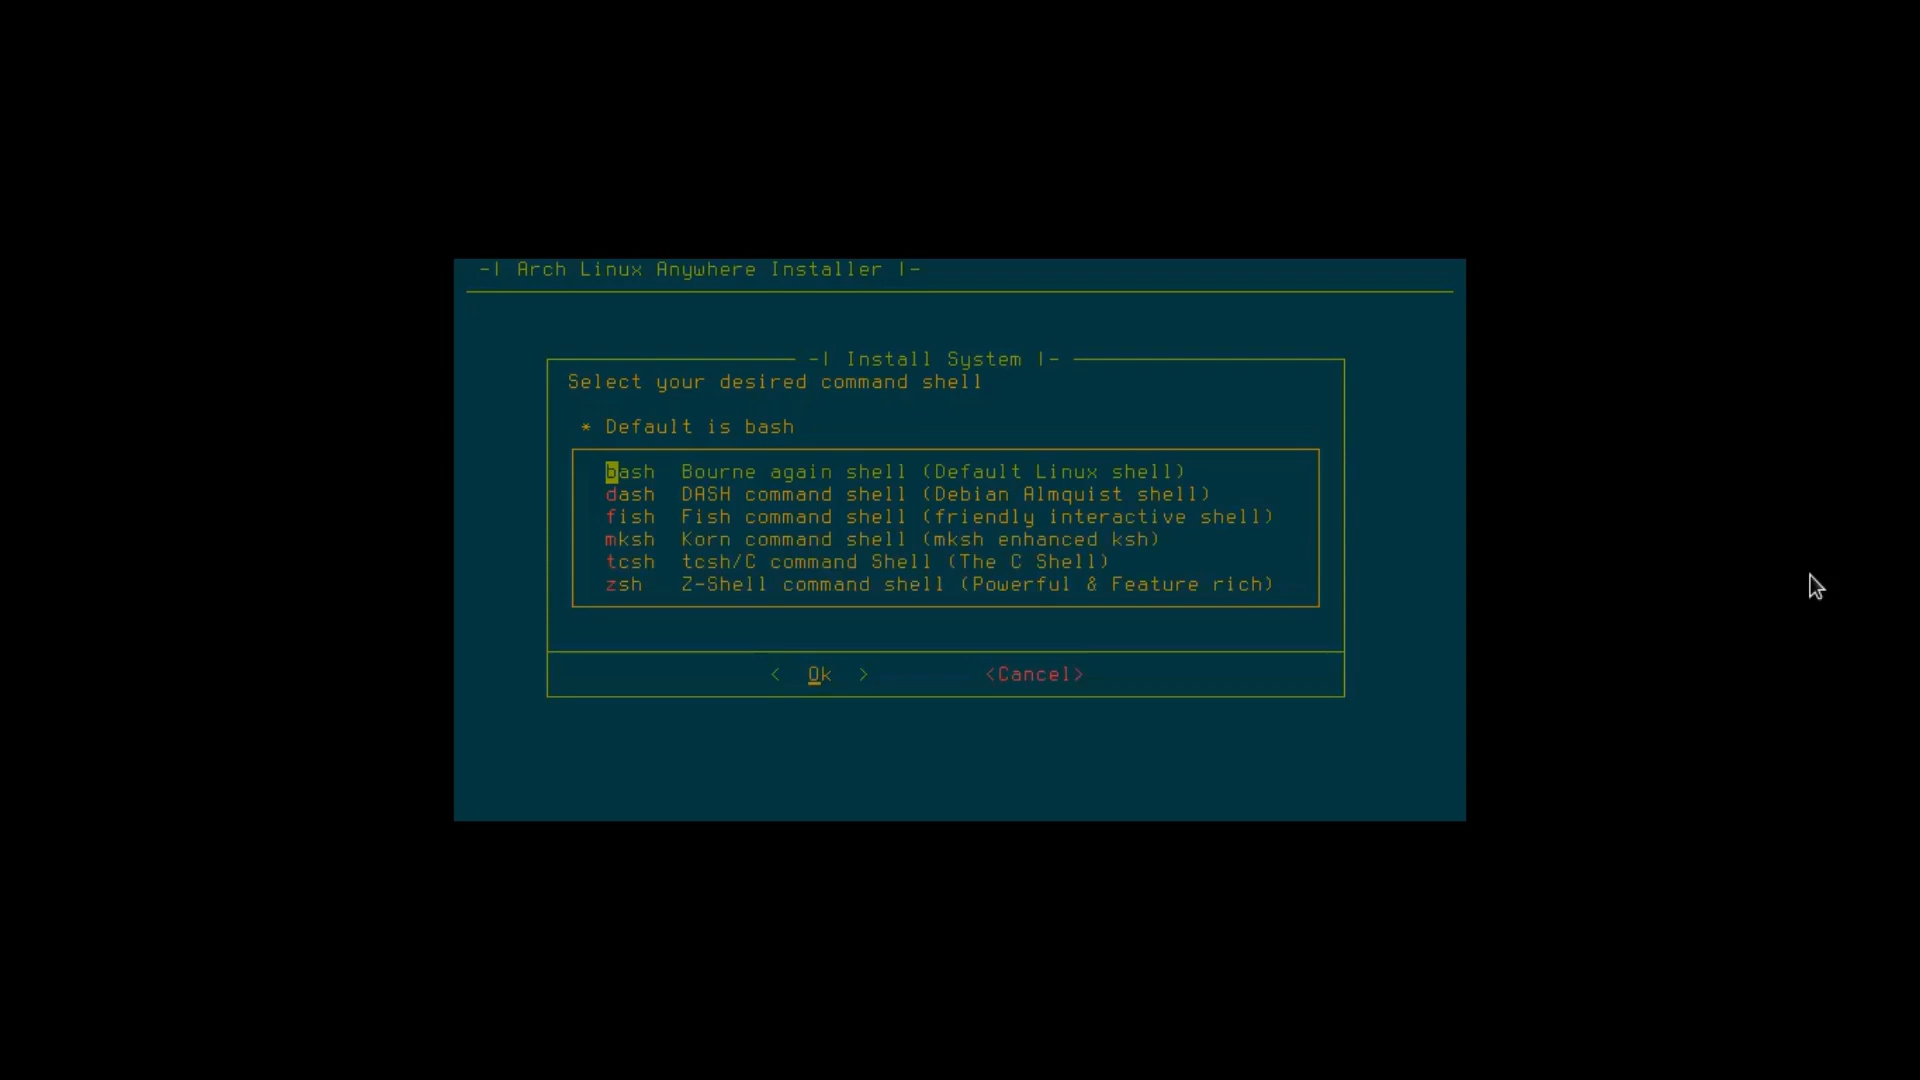 -| Arch Linux Anywhere Installer |-
-| Install System |-
Select your desired command shell
* Default is bash
bash Bourne again shell (Default Linux shell)
dash DASH command shell (Debian Almquist shell)
fish Fish command shell (friendly interactive shell)
mksh Korn command shell (mksh enhanced ksh)
tcsh tcsh/C command Shell (The C Shell)
zsh Z-Shell command shell (Powerful & Feature rich)
< Ok > <Cancel>